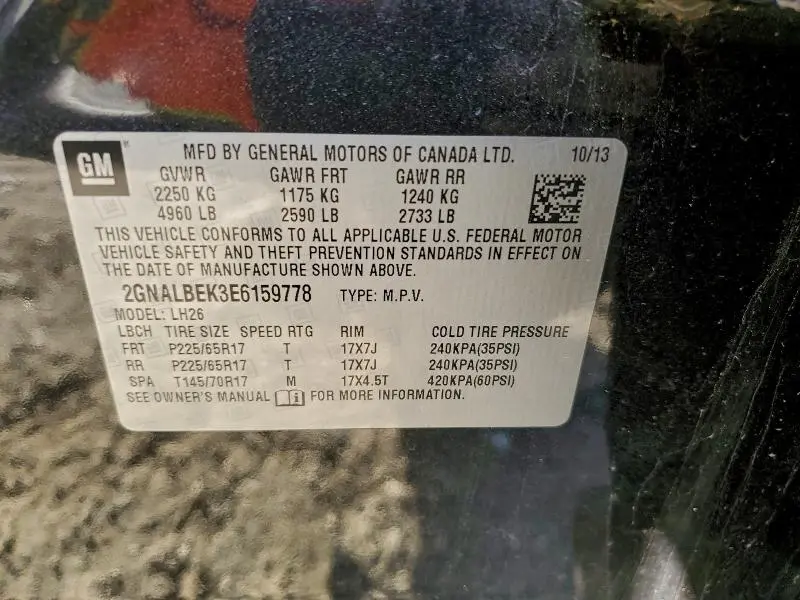 GM
MFD BY GENERAL MOTORS OF CANADA LTD. 10/13
GVWR GAWR FRT GAWR RR
2250 KG 1175 KG 1240 KG
4960 LB 2590 LB 2733 LB
THIS VEHICLE CONFORMS TO ALL APPLICABLE U.S. FEDERAL MOTOR
VEHICLE SAFETY AND THEFT PREVENTION STANDARDS IN EFFECT ON
THE DATE OF MANUFACTURE SHOWN ABOVE.
2GNALBEK3E6159778 TYPE: M.P.V.
MODEL: LH26
LBCH TIRE SIZE SPEED RTG RIM COLD TIRE PRESSURE
FRT P225/65R17 T 17X7J 240KPA(35PSI)
RR P225/65R17 T 17X7J 240KPA(35PSI)
SPA T145/70R17 M 17X4.5T 420KPA(60PSI)
SEE OWNER'S MANUAL i FOR MORE INFORMATION.